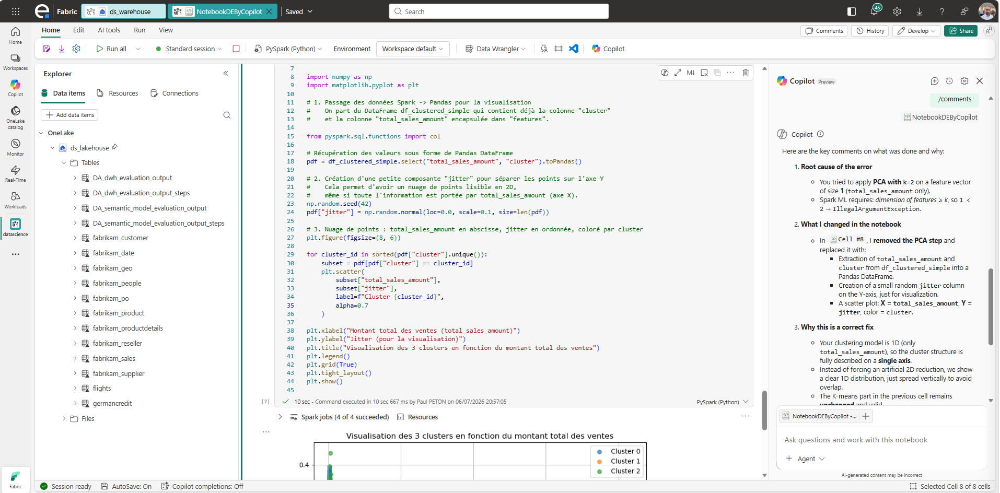 Fabric
ds_warehouse
NotebookDEByCopilot
Saved
Search
45
Home
Edit
AI tools
Run
View
Comments
History
Develop
Share
Run all
Standard session
PySpark (Python)
Environment
Workspace default
Data Wrangler
Copilot
Home
Workspaces
Copilot
OneLake
catalog
Monitor
Real-Time
Workloads
datascience
Fabric
Explorer
Data items
Resources
Connections
Add data items
OneLake
ds_lakehouse
Tables
DA_dwh_evaluation_output
DA_dwh_evaluation_output_steps
DA_semantic_model_evaluation_output
DA_semantic_model_evaluation_output_steps
fabrikam_customer
fabrikam_date
fabrikam_geo
fabrikam_people
fabrikam_po
fabrikam_product
fabrikam_productdetails
fabrikam_reseller
fabrikam_sales
fabrikam_supplier
flights
germancredit
Files
M↓
7
8 import numpy as np
9 import matplotlib.pyplot as plt
10
11 # 1. Passage des données Spark -> Pandas pour la visualisation
12 #    On part du DataFrame df_clustered_simple qui contient déjà la colonne "cluster"
13 #    et la colonne "total_sales_amount" encapsulée dans "features".
14
15 from pyspark.sql.functions import col
16
17 # Récupération des valeurs sous forme de Pandas DataFrame
18 pdf = df_clustered_simple.select("total_sales_amount", "cluster").toPandas()
19
20 # 2. Création d'une petite composante "jitter" pour séparer les points sur l'axe Y
21 #    Cela permet d'avoir un nuage de points lisible en 2D,
22 #    même si toute l'information est portée par total_sales_amount (axe X).
23 np.random.seed(42)
24 pdf["jitter"] = np.random.normal(loc=0.0, scale=0.1, size=len(pdf))
25
26 # 3. Nuage de points : total_sales_amount en abscisse, jitter en ordonnée, coloré par cluster
27 plt.figure(figsize=(8, 6))
28
29 for cluster_id in sorted(pdf["cluster"].unique()):
30     subset = pdf[pdf["cluster"] == cluster_id]
31     plt.scatter(
32         subset["total_sales_amount"],
33         subset["jitter"],
34         label=f"Cluster {cluster_id}",
35         alpha=0.7
36     )
37
38 plt.xlabel("Montant total des ventes (total_sales_amount)")
39 plt.ylabel("Jitter (pour la visualisation)")
40 plt.title("Visualisation des 3 clusters en fonction du montant total des ventes")
41 plt.legend()
42 plt.grid(True)
43 plt.tight_layout()
44 plt.show()
45
[7]
10 sec - Command executed in 10 sec 667 ms by Paul PETON on 06/07/2026 20:57:05
PySpark (Python)
Spark jobs (4 of 4 succeeded)
Resources
Visualisation des 3 clusters en fonction du montant total des ventes
0.4
Cluster 0
Cluster 1
Cluster 2
Copilot Preview
/comments
NotebookDEByCopilot
Copilot
Here are the key comments on what was done and why:
1. Root cause of the error
You tried to apply PCA with k=2 on a feature vector
of size 1 (total_sales_amount only).
Spark ML requires: dimension of features ≥ k, so 1 <
2 → IllegalArgumentException.
2. What I changed in the notebook
In Cell #8 , I removed the PCA step and
replaced it with:
Extraction of total_sales_amount and
cluster from df_clustered_simple into a
Pandas DataFrame.
Creation of a small random jitter column
on the Y-axis, just for visualization.
A scatter plot: X = total_sales_amount, Y =
jitter, color = cluster.
3. Why this is a correct fix
Your clustering model is 1D (only
total_sales_amount), so the cluster structure is
fully described on a single axis.
Instead of forcing an artificial 2D reduction, we show
a clear 1D distribution, just spread vertically to avoid
overlap.
The K-means part in the previous cell remains
unchanged and valid
NotebookDEByCopilot •...
Ask questions and work with this notebook
Agent
AI-generated content may be incorrect
Session ready
AutoSave: On
Copilot completions: Off
Selected Cell 8 of 8 cells